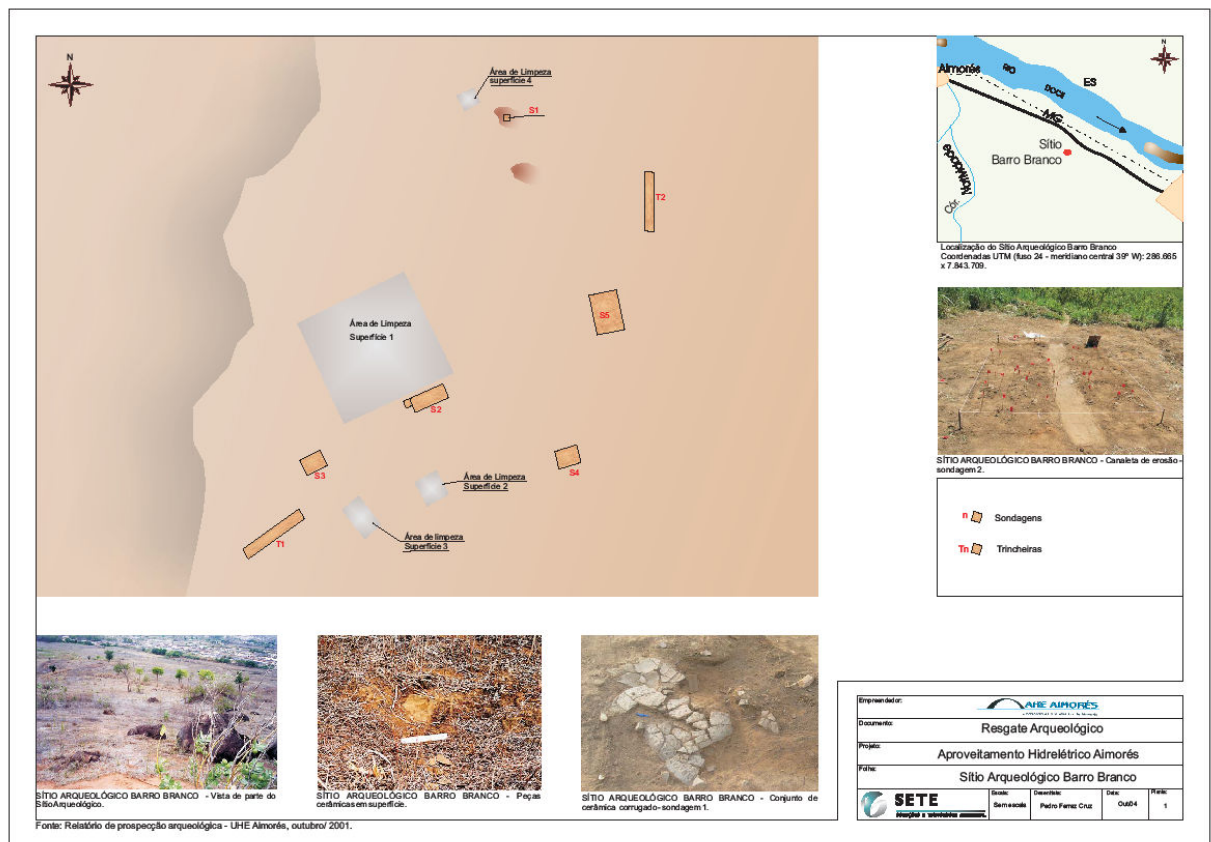 N
Área de Limpeza
superfície 4
S1
T2
S5
Área de Limpeza
Superfície 1
S2
S3
S4
Área de Limpeza
Superfície 2
Área de limpeza
Superfície 3
T1
N
Aimorés
RIO
DOCE
ES
MG
Sítio
Barro Branco
Natividade
Cór.
Localização do Sítio Arqueológico Barro Branco
Coordenadas UTM (fuso 24 - meridiano central 39º W): 286.665
x 7.843.709.
SÍTIO ARQUEOLÓGICO BARRO BRANCO - Canaleta de erosão -
sondagem 2.
n Sondagens
Tn Trincheiras
SÍTIO ARQUEOLÓGICO BARRO BRANCO - Vista de parte do
Sítio Arqueológico.
SÍTIO ARQUEOLÓGICO BARRO BRANCO - Peças
cerâmicas em superfície.
SÍTIO ARQUEOLÓGICO BARRO BRANCO - Conjunto de
cerâmica corrugado- sondagem 1.
Fonte: Relatório de prospecção arqueológica - UHE Aimorés, outubro/ 2001.
Empreendedor:
AHE AIMORÉS
Documento:
Resgate Arqueológico
Projeto:
Aproveitamento Hidrelétrico Aimorés
Folha:
Sítio Arqueológico Barro Branco
SETE
Escala:
Sem escala
Desenhista:
Pedro Ferraz Cruz
Data:
Out/04
Planta:
1